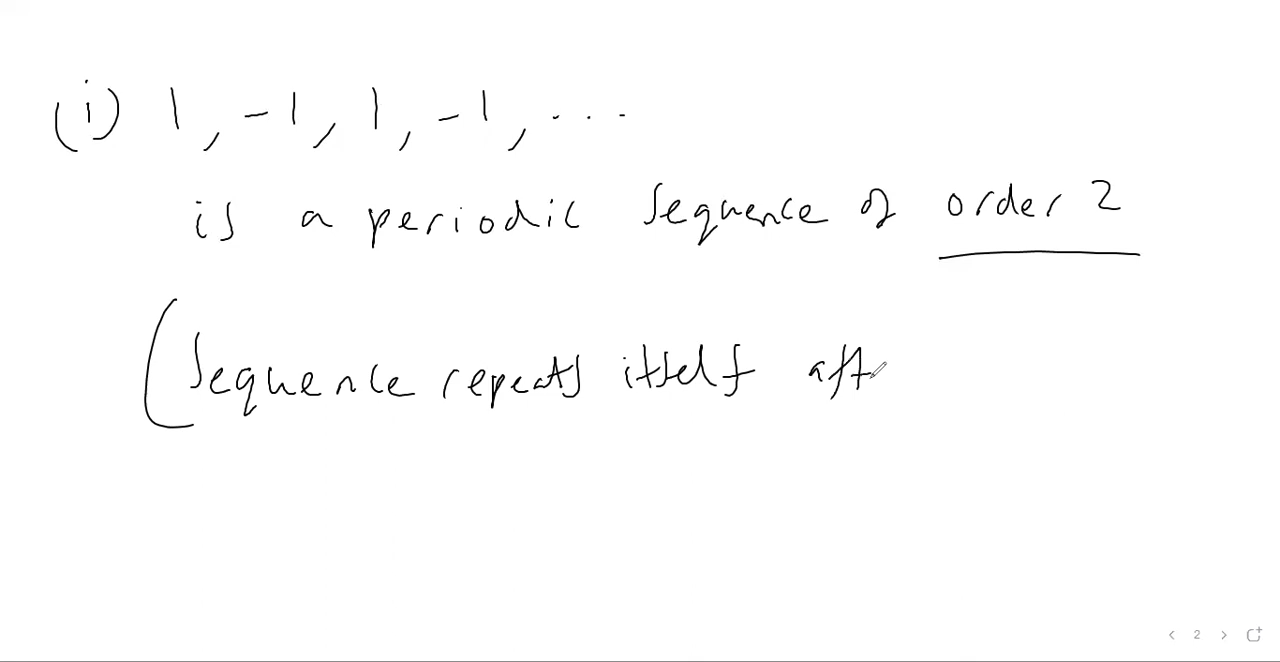 (i) 1, -1, 1, -1, ...
is a periodic sequence of order 2
(sequence repeats itself aft
2